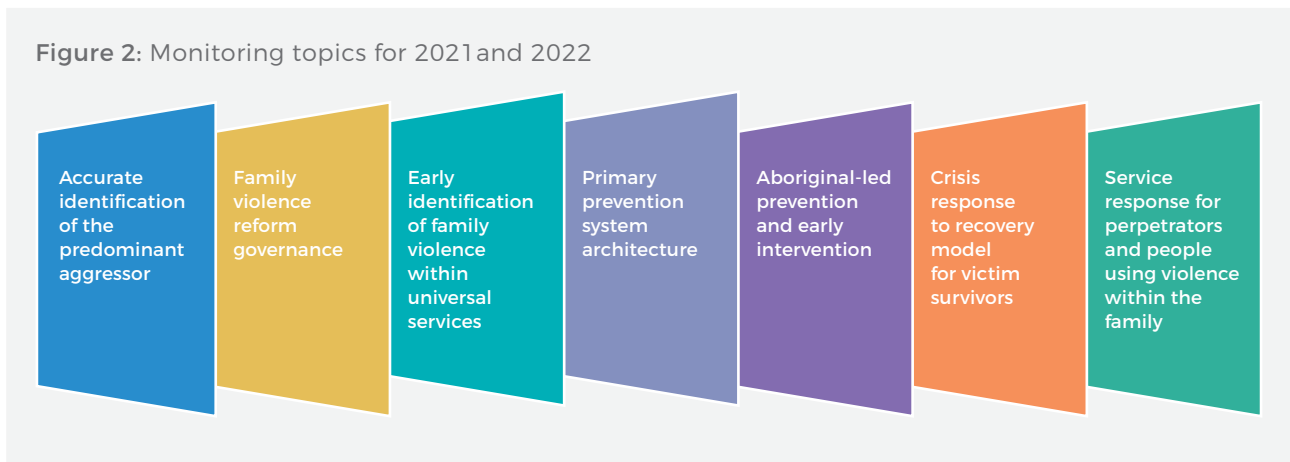 Figure 2: Monitoring topics for 2021and 2022
Accurate
identification
of the
predominant
aggressor
Family
violence
reform
governance
Early
identification
of family
violence
within
universal
services
Primary
prevention
system
architecture
Aboriginal-led
prevention
and early
intervention
Crisis
response
to recovery
model
for victim
survivors
Service
response for
perpetrators
and people
using violence
within the
family